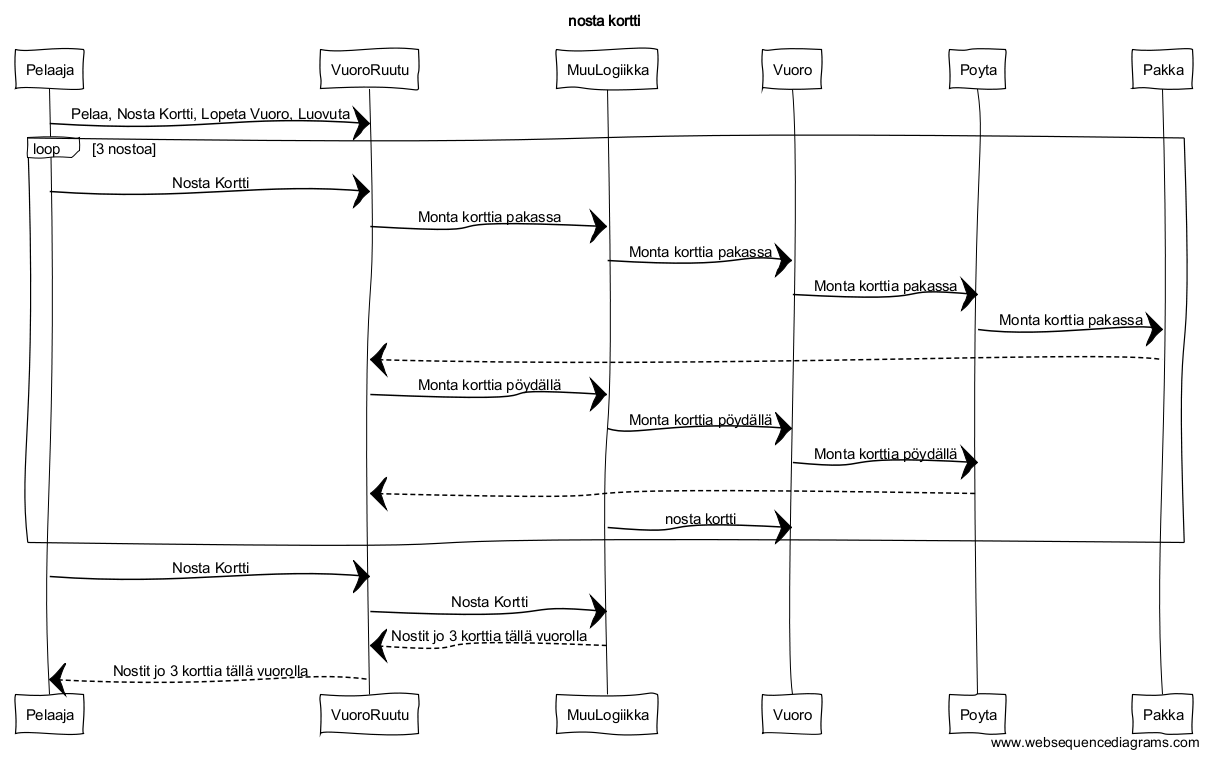 nosta kortti
Pelaaja VuoroRuutu MuuLogiikka Vuoro Poyta Pakka
Pelaa, Nosta Kortti, Lopeta Vuoro, Luovuta
loop [3 nostoa]
Nosta Kortti
Monta korttia pakassa
Monta korttia pakassa
Monta korttia pakassa
Monta korttia pakassa
Monta korttia pöydällä
Monta korttia pöydällä
Monta korttia pöydällä
nosta kortti
Nosta Kortti
Nosta Kortti
Nostit jo 3 korttia tällä vuorolla
Nostit jo 3 korttia tällä vuorolla
Pelaaja VuoroRuutu MuuLogiikka Vuoro Poyta Pakka
www.websequencediagrams.com